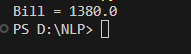 Bill = 1380.0
PS D:\NLP>